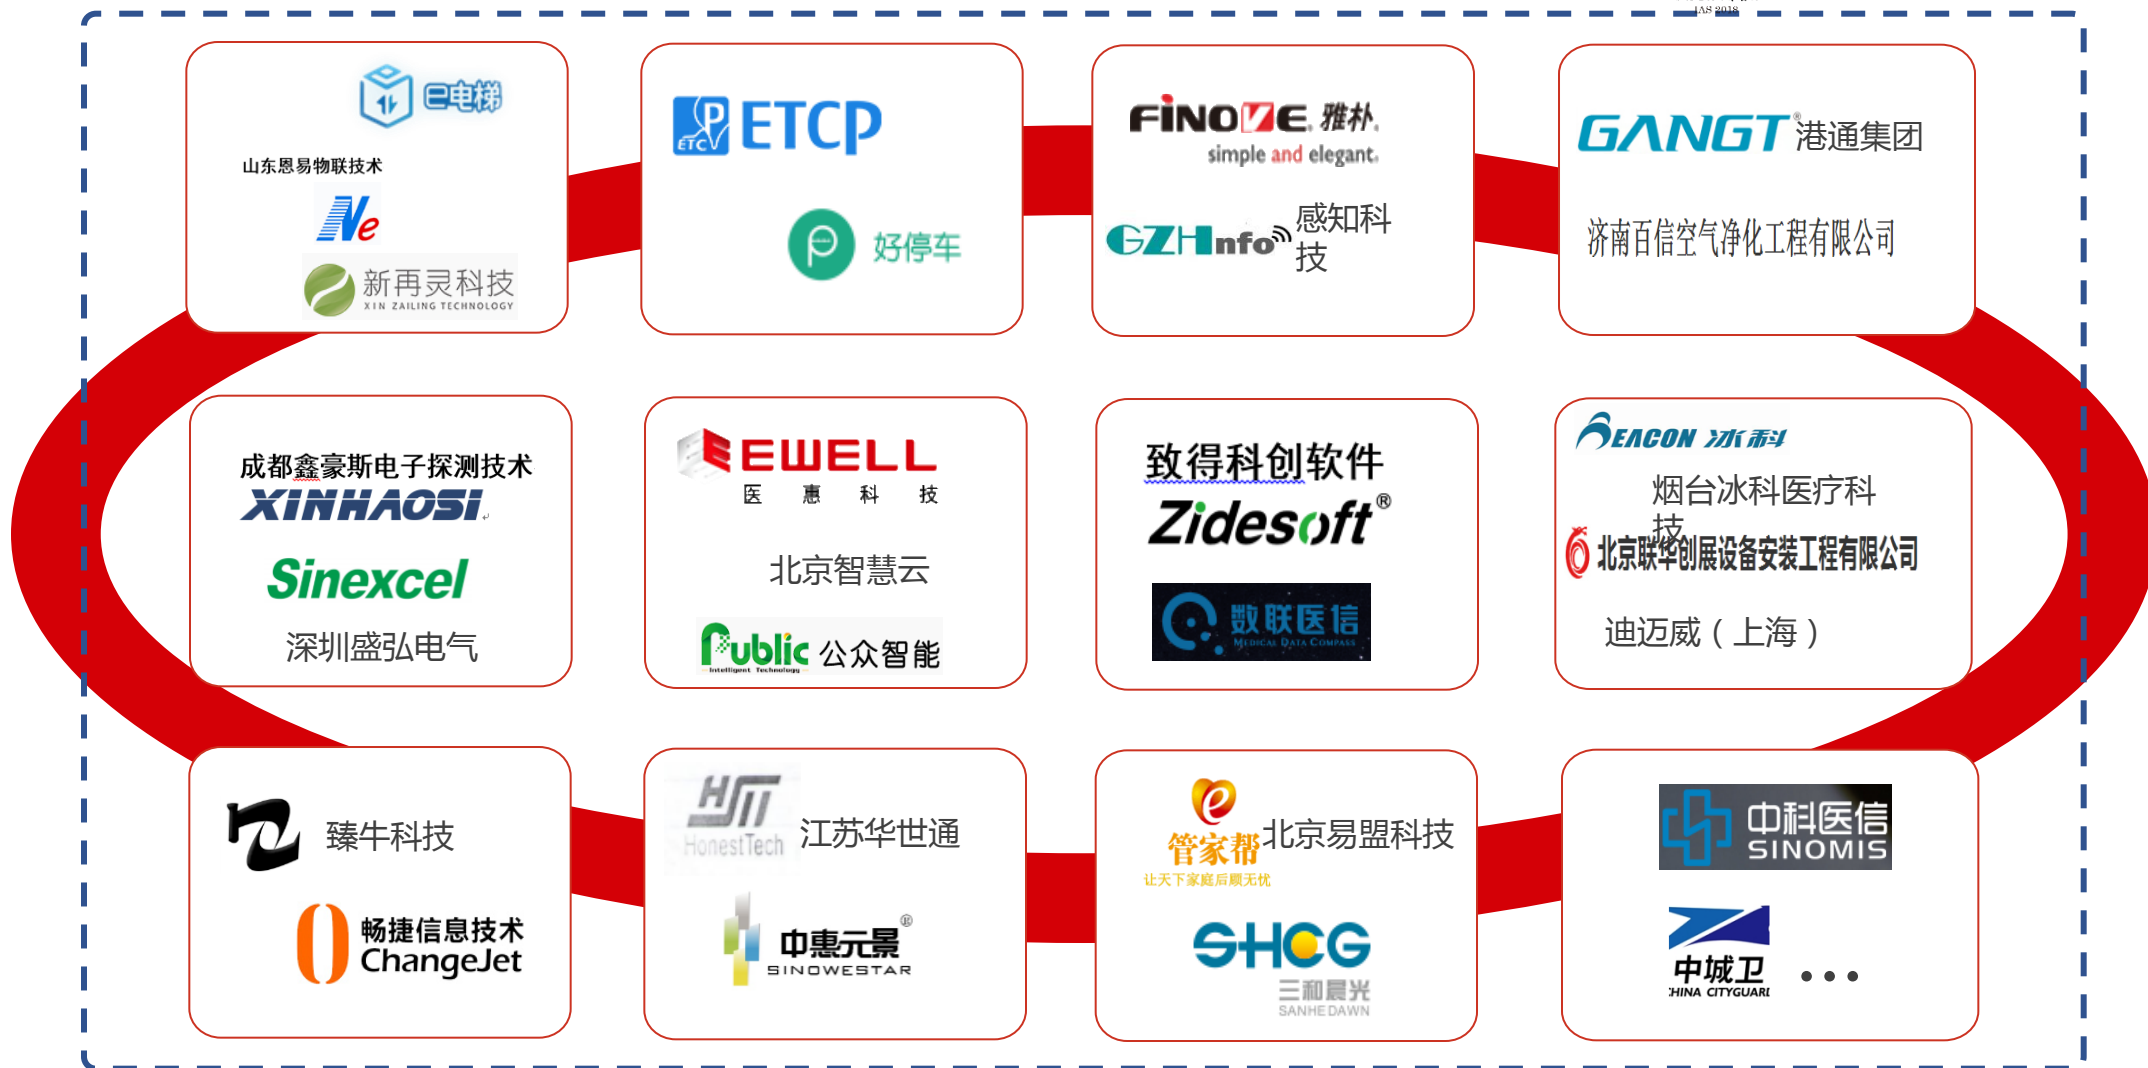 IAS 2018
e电梯
山东恩易物联技术
Ne
新再灵科技
XIN ZAILING TECHNOLOGY
P
ETC
ETCP
好停车
FINOVE 雅朴
simple and elegant.
GZHInfo 感知科
技
GANGT® 港通集团
济南百信空气净化工程有限公司
成都鑫豪斯电子探测技术
XINHAOSI
Sinexcel
深圳盛弘电气
EWELL
医惠科技
北京智慧云
Public 公众智能
Intelligent Technology
致得科创软件
Zidesoft®
数联医信
MEDICAL DATA COMPASS
BEACON 冰科
烟台冰科医疗科
技
北京联华创展设备安装工程有限公司
迪迈威（上海）
臻牛科技
畅捷信息技术
ChangeJet
HonestTech
江苏华世通
中惠元景®
SINOWESTAR
管家帮
北京易盟科技
让天下家庭后顾无忧
SHCG
三和晨光
SANHEDAWN
中科医信
SINOMIS
中城卫
CHINA CITYGUARD
...